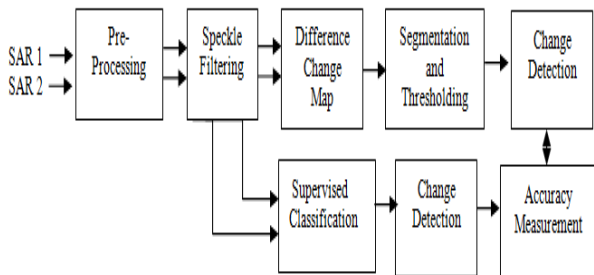 SAR 1
SAR 2
Pre-
Processing
Speckle
Filtering
Difference
Change
Map
Segmentation
and
Thresholding
Change
Detection
Supervised
Classification
Change
Detection
Accuracy
Measurement